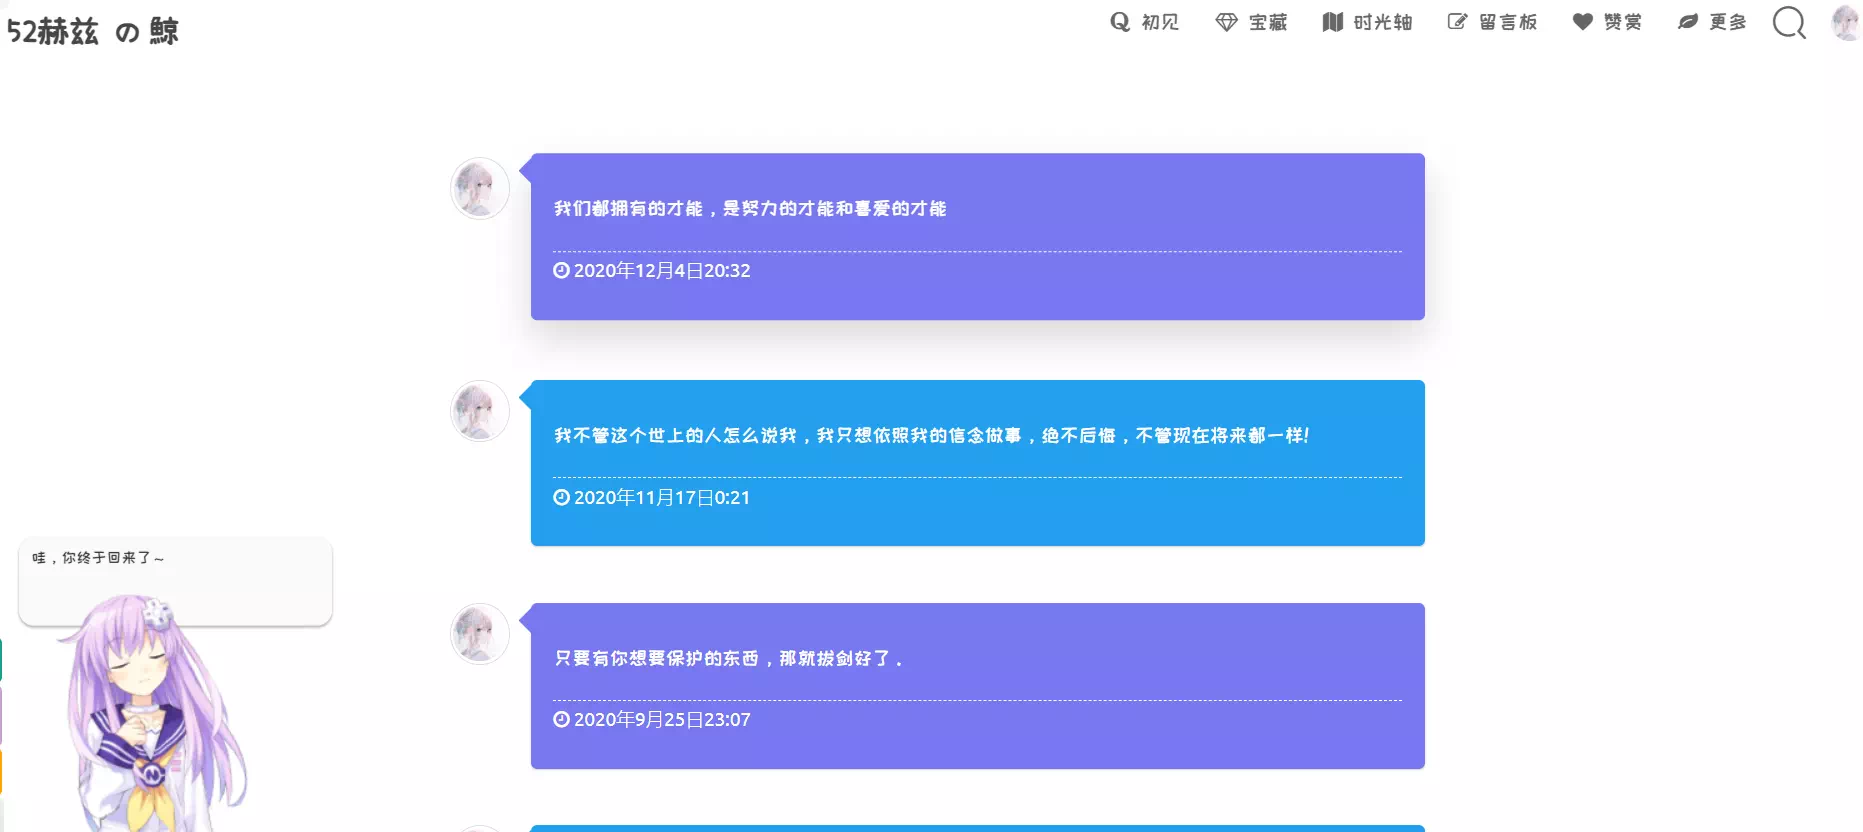 52赫兹 の 鲸
初见 宝藏 时光轴 留言板 赞赏 更多
我们都拥有的才能，是努力的才能和喜爱的才能
2020年12月4日20:32
我不管这个世上的人怎么说我，我只想依照我的信念做事，绝不后悔，不管现在将来都一样!
2020年11月17日0:21
哇，你终于回来了～
只要有你想要保护的东西，那就拔剑好了.
2020年9月25日23:07
N